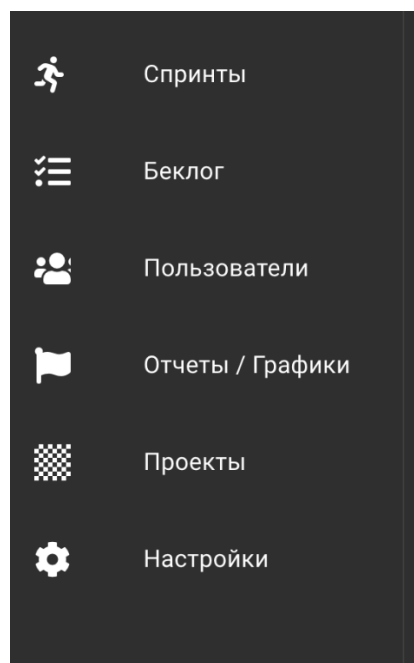 Спринты
Беклог
Пользователи
Отчеты / Графики
Проекты
Настройки